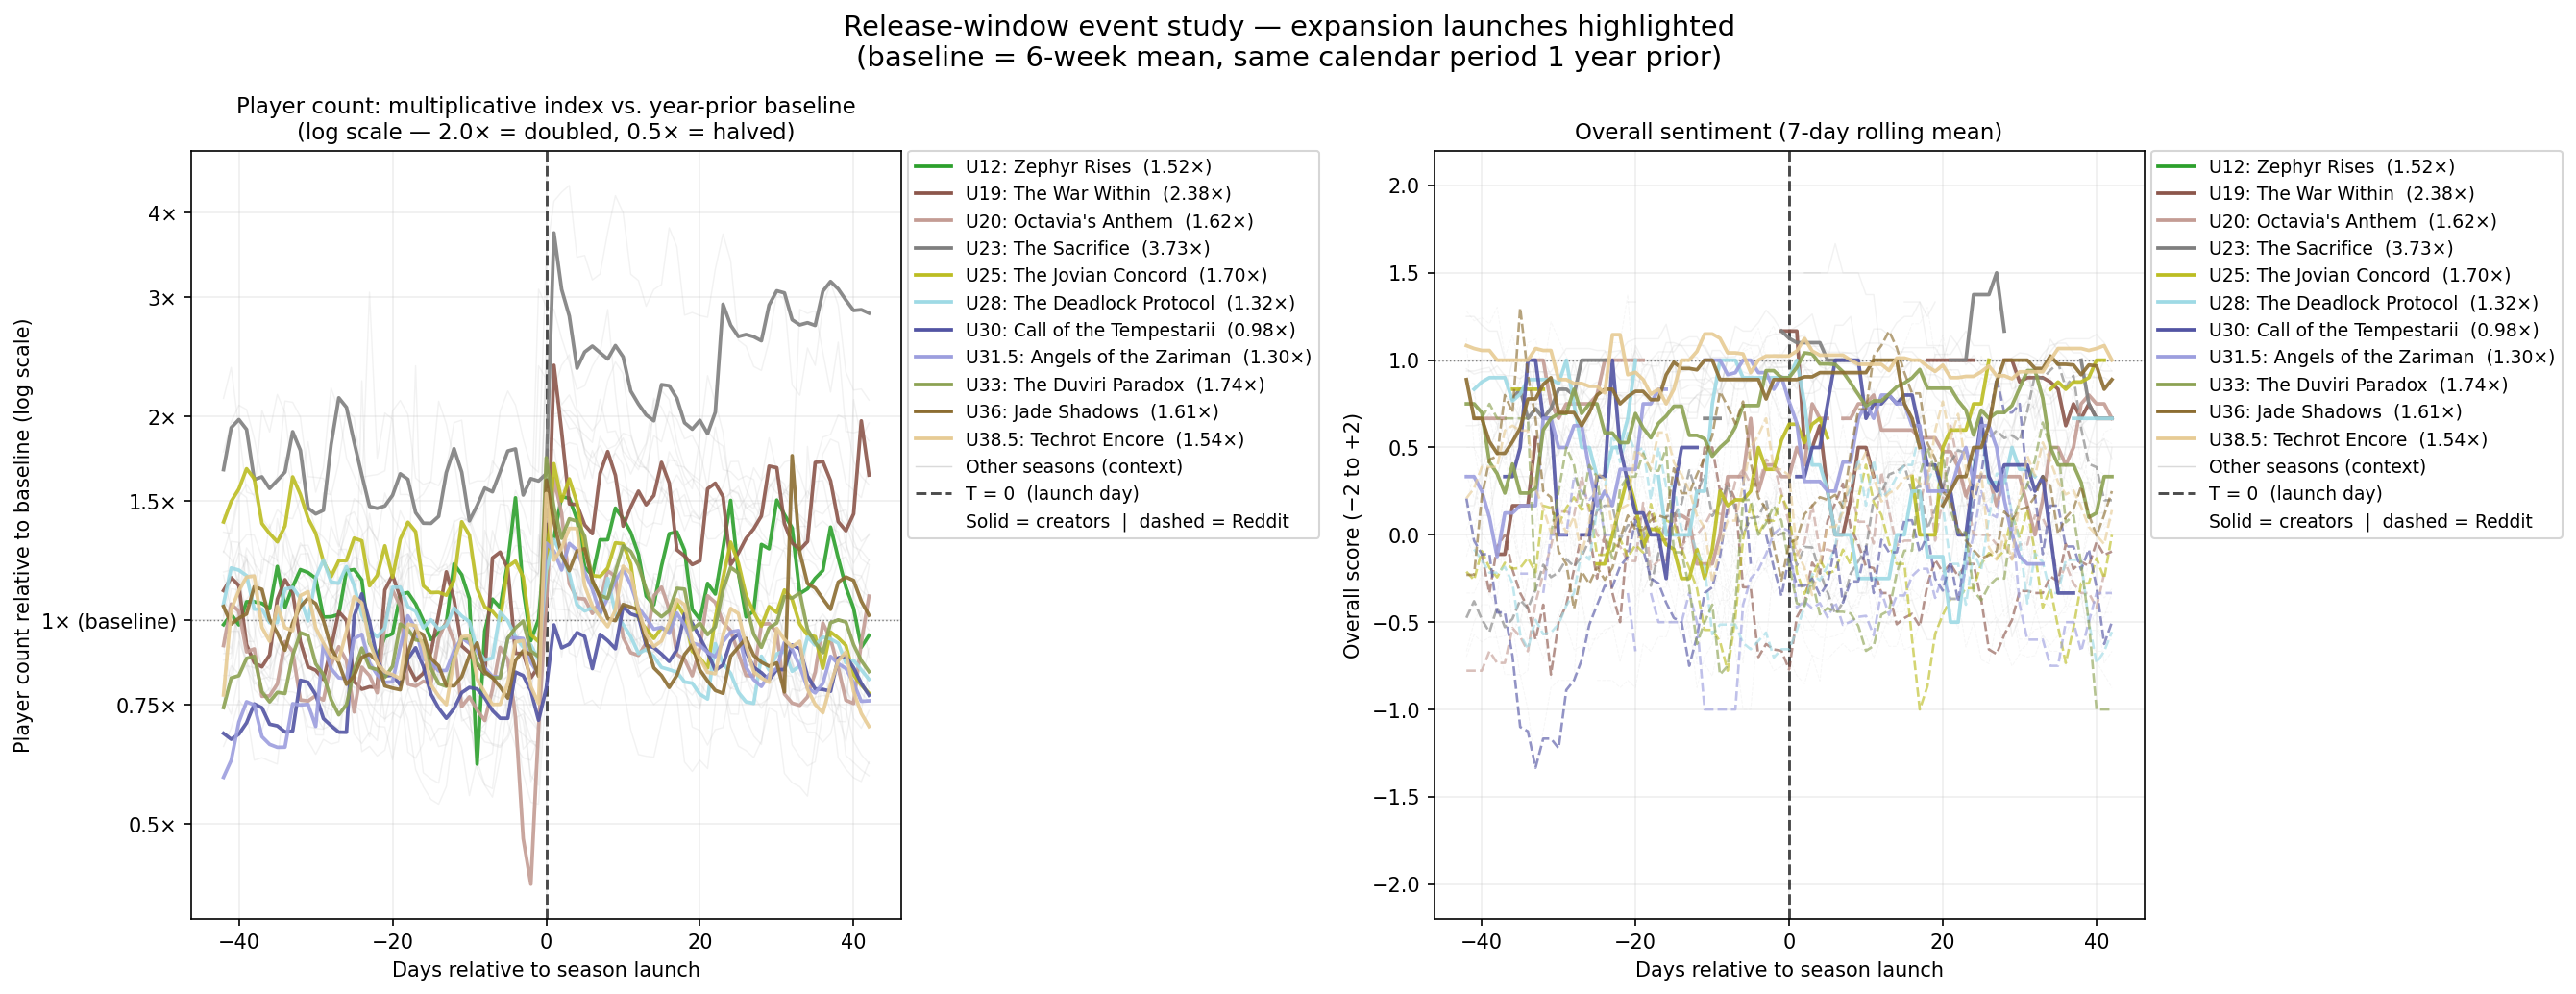 Release-window event study — expansion launches highlighted
(baseline = 6-week mean, same calendar period 1 year prior)
Player count: multiplicative index vs. year-prior baseline
(log scale — 2.0× = doubled, 0.5× = halved)
Player count relative to baseline (log scale)
4×
3×
2×
1.5×
1× (baseline)
0.75×
0.5×
−40
−20
0
20
40
Days relative to season launch
U12: Zephyr Rises (1.52×)
U19: The War Within (2.38×)
U20: Octavia's Anthem (1.62×)
U23: The Sacrifice (3.73×)
U25: The Jovian Concord (1.70×)
U28: The Deadlock Protocol (1.32×)
U30: Call of the Tempestarii (0.98×)
U31.5: Angels of the Zariman (1.30×)
U33: The Duviri Paradox (1.74×)
U36: Jade Shadows (1.61×)
U38.5: Techrot Encore (1.54×)
Other seasons (context)
T = 0 (launch day)
Solid = creators | dashed = Reddit
Overall sentiment (7-day rolling mean)
Overall score (−2 to +2)
2.0
1.5
1.0
0.5
0.0
−0.5
−1.0
−1.5
−2.0
−40
−20
0
20
40
Days relative to season launch
U12: Zephyr Rises (1.52×)
U19: The War Within (2.38×)
U20: Octavia's Anthem (1.62×)
U23: The Sacrifice (3.73×)
U25: The Jovian Concord (1.70×)
U28: The Deadlock Protocol (1.32×)
U30: Call of the Tempestarii (0.98×)
U31.5: Angels of the Zariman (1.30×)
U33: The Duviri Paradox (1.74×)
U36: Jade Shadows (1.61×)
U38.5: Techrot Encore (1.54×)
Other seasons (context)
T = 0 (launch day)
Solid = creators | dashed = Reddit